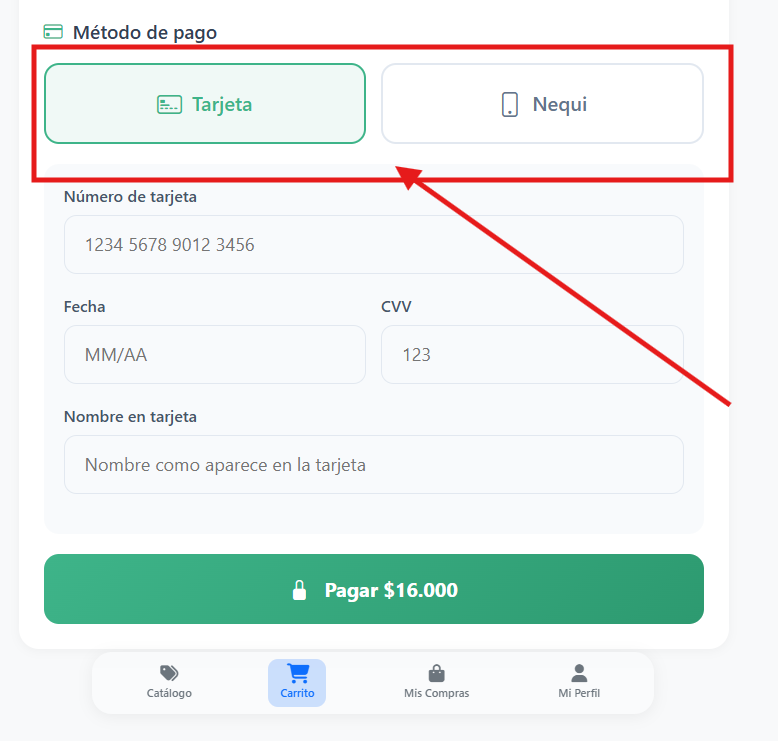 Método de pago
Tarjeta
Nequi
Número de tarjeta
1234 5678 9012 3456
Fecha
CVV
MM/AA
123
Nombre en tarjeta
Nombre como aparece en la tarjeta
Pagar $16.000
Catálogo
Carrito
Mis Compras
Mi Perfil